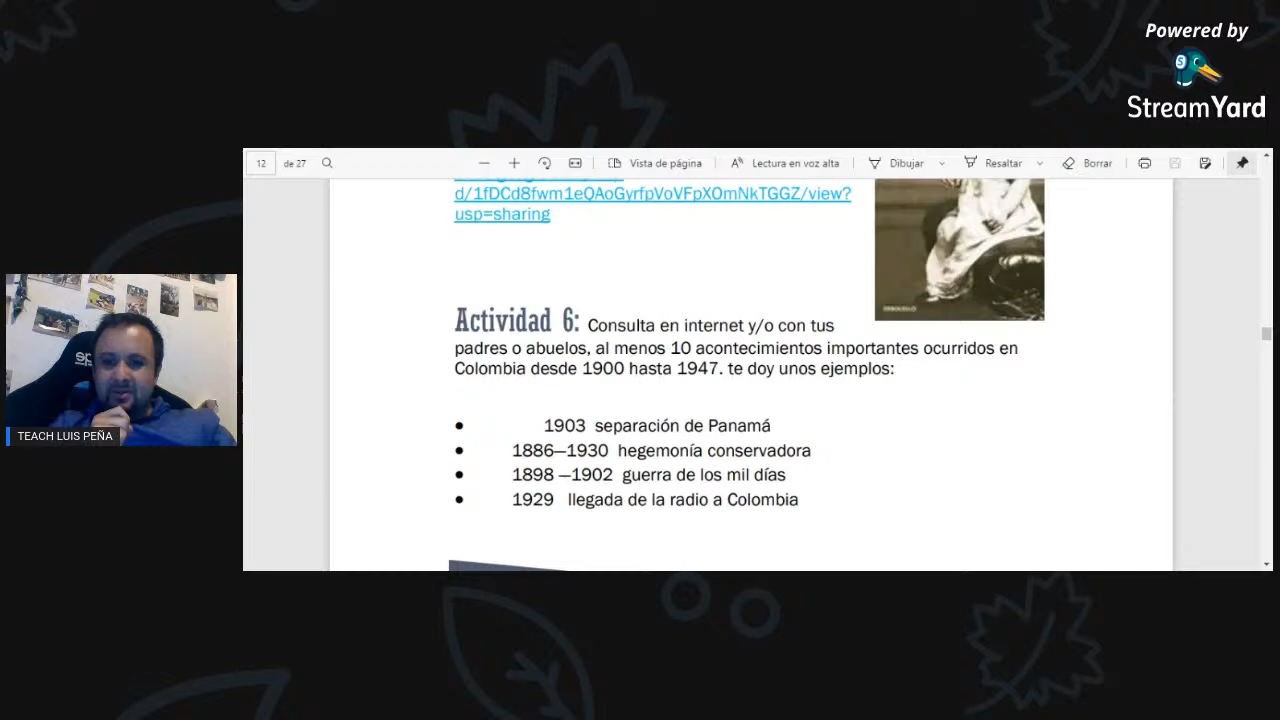 Powered by
StreamYard
12 de 27
Vista de página
Lectura en voz alta
Dibujar
Resaltar
Borrar
d/1fDCd8fwm1eQAoGyrfpVoVFpXOmNkTGGZ/view?
usp=sharing
Actividad 6: Consulta en internet y/o con tus
padres o abuelos, al menos 10 acontecimientos importantes ocurridos en
Colombia desde 1900 hasta 1947. te doy unos ejemplos:
• 1903 separación de Panamá
• 1886—1930 hegemonía conservadora
• 1898 —1902 guerra de los mil días
• 1929 llegada de la radio a Colombia
TEACH LUIS PEÑA